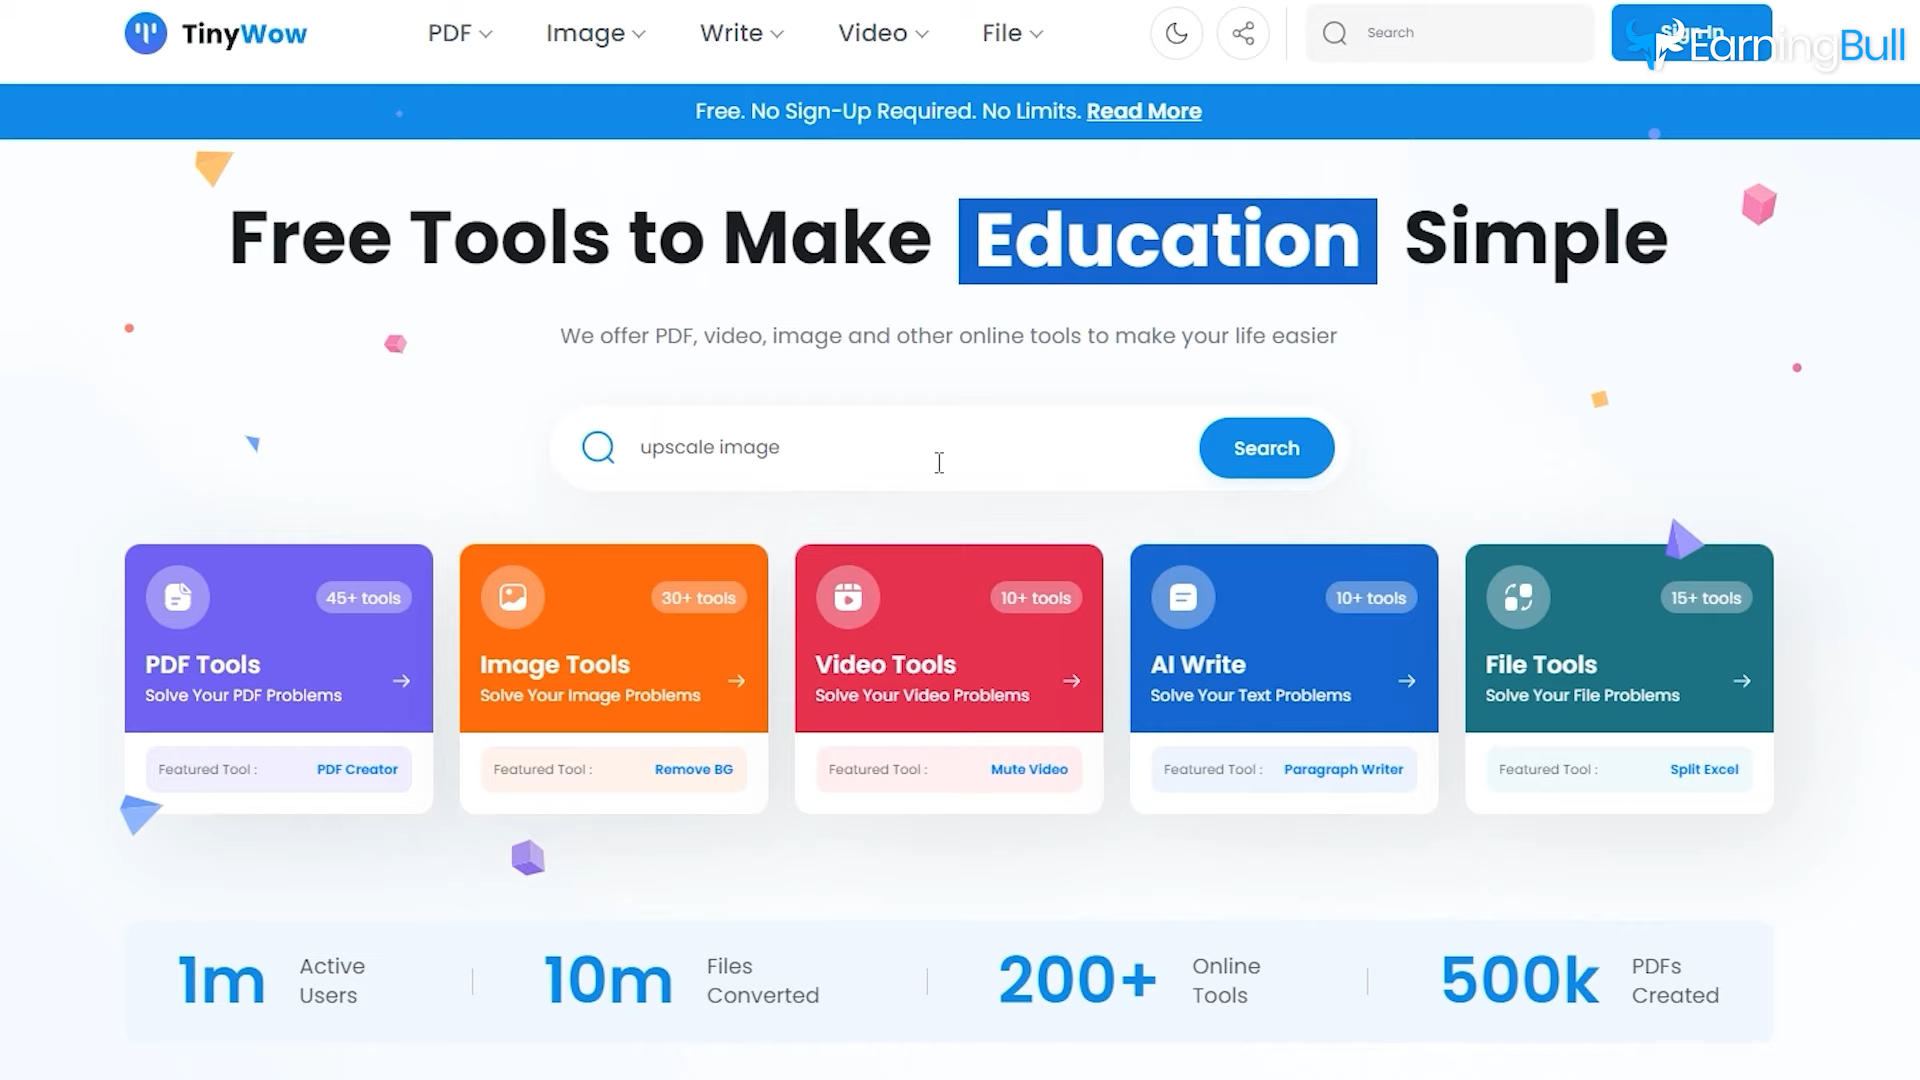 TinyWow
PDF
Image
Write
Video
File
Search
Sign In
EarningBull
Free. No Sign-Up Required. No Limits. Read More
Free Tools to Make Education Simple
We offer PDF, video, image and other online tools to make your life easier
upscale image
Search
45+ tools
PDF Tools
Solve Your PDF Problems
Featured Tool : PDF Creator
30+ tools
Image Tools
Solve Your Image Problems
Featured Tool : Remove BG
10+ tools
Video Tools
Solve Your Video Problems
Featured Tool : Mute Video
10+ tools
AI Write
Solve Your Text Problems
Featured Tool : Paragraph Writer
15+ tools
File Tools
Solve Your File Problems
Featured Tool : Split Excel
1m
Active
Users
10m
Files
Converted
200+
Online
Tools
500k
PDFs
Created